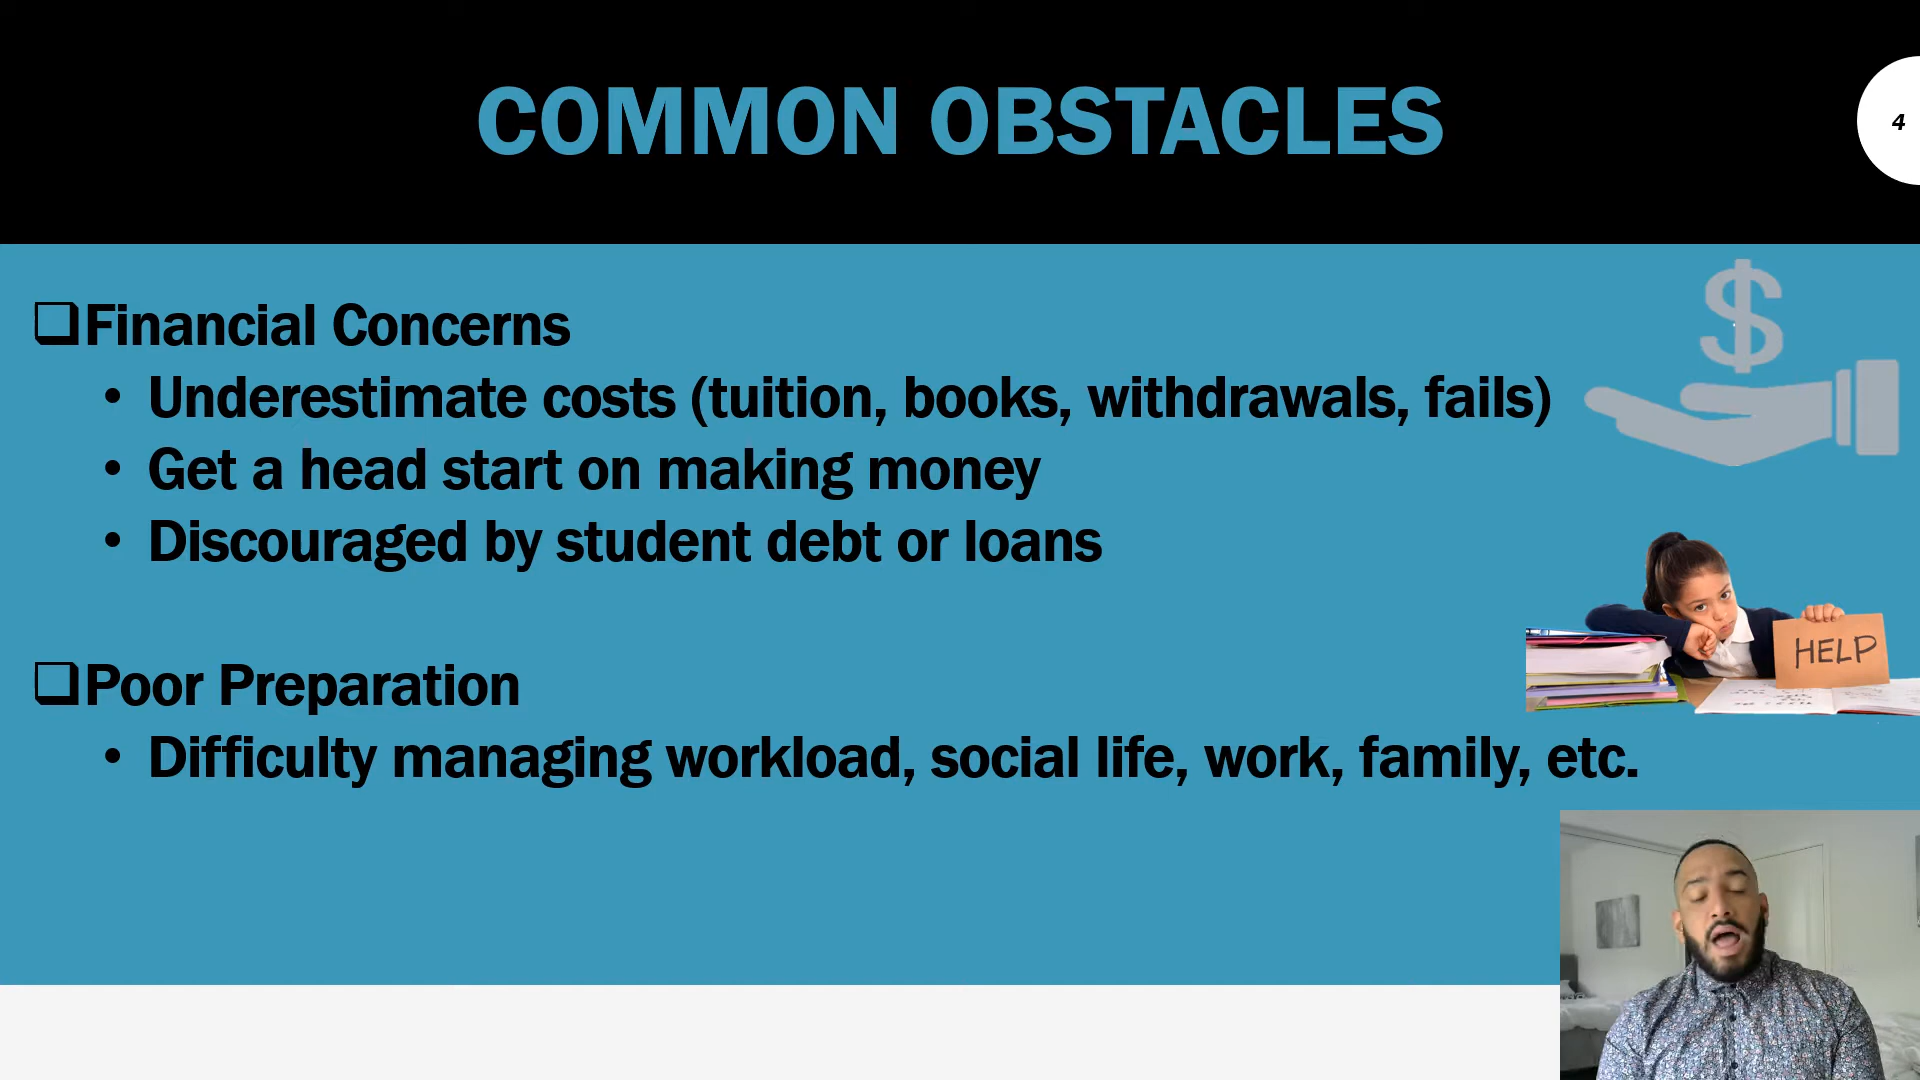 COMMON OBSTACLES
4
Financial Concerns
• Underestimate costs (tuition, books, withdrawals, fails)
• Get a head start on making money
• Discouraged by student debt or loans
$
HELP
Poor Preparation
• Difficulty managing workload, social life, work, family, etc.